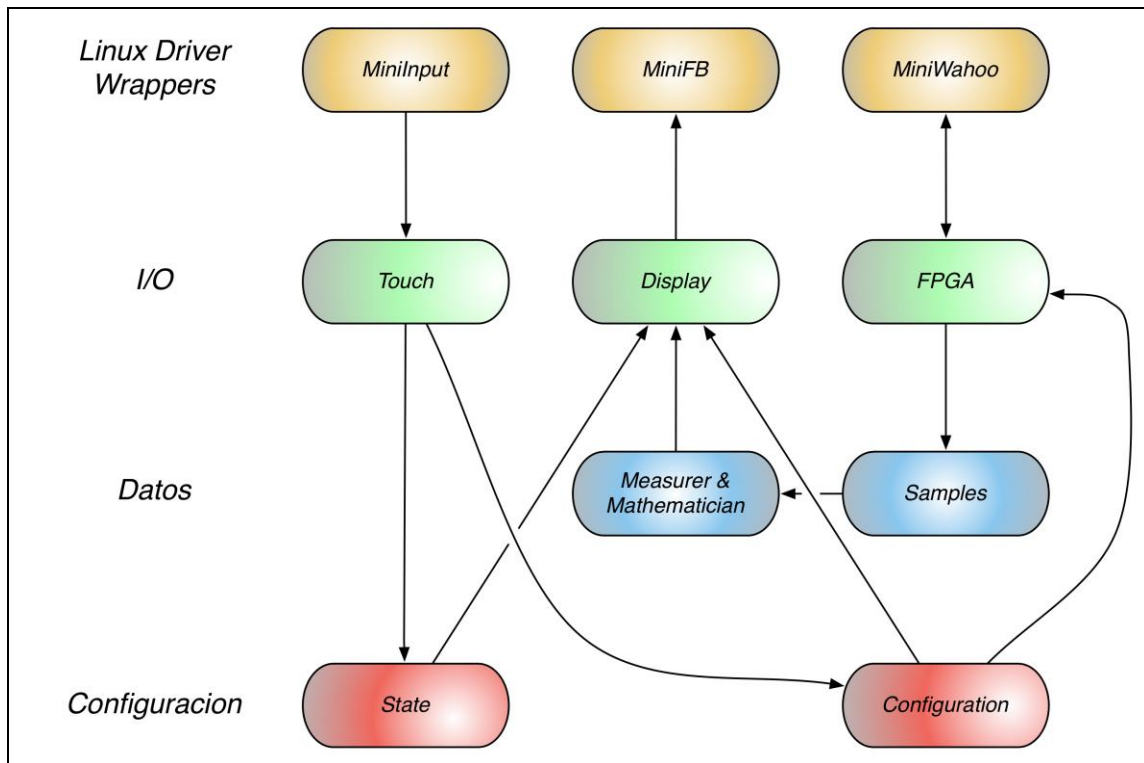 Linux Driver
Wrappers
MiniInput
MiniFB
MiniWahoo
I/O
Touch
Display
FPGA
Datos
Measurer &
Mathematician
Samples
Configuracion
State
Configuration